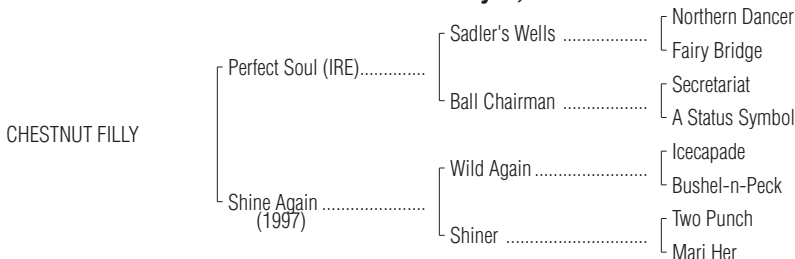 Northern Dancer
Sadler's Wells ..................
Fairy Bridge
Perfect Soul (IRE)..............
Secretariat
Ball Chairman ..................
A Status Symbol
CHESTNUT FILLY
Icecapade
Wild Again ........................
Bushel-n-Peck
Shine Again ......................
(1997)
Two Punch
Shiner ..............................
Mari Her